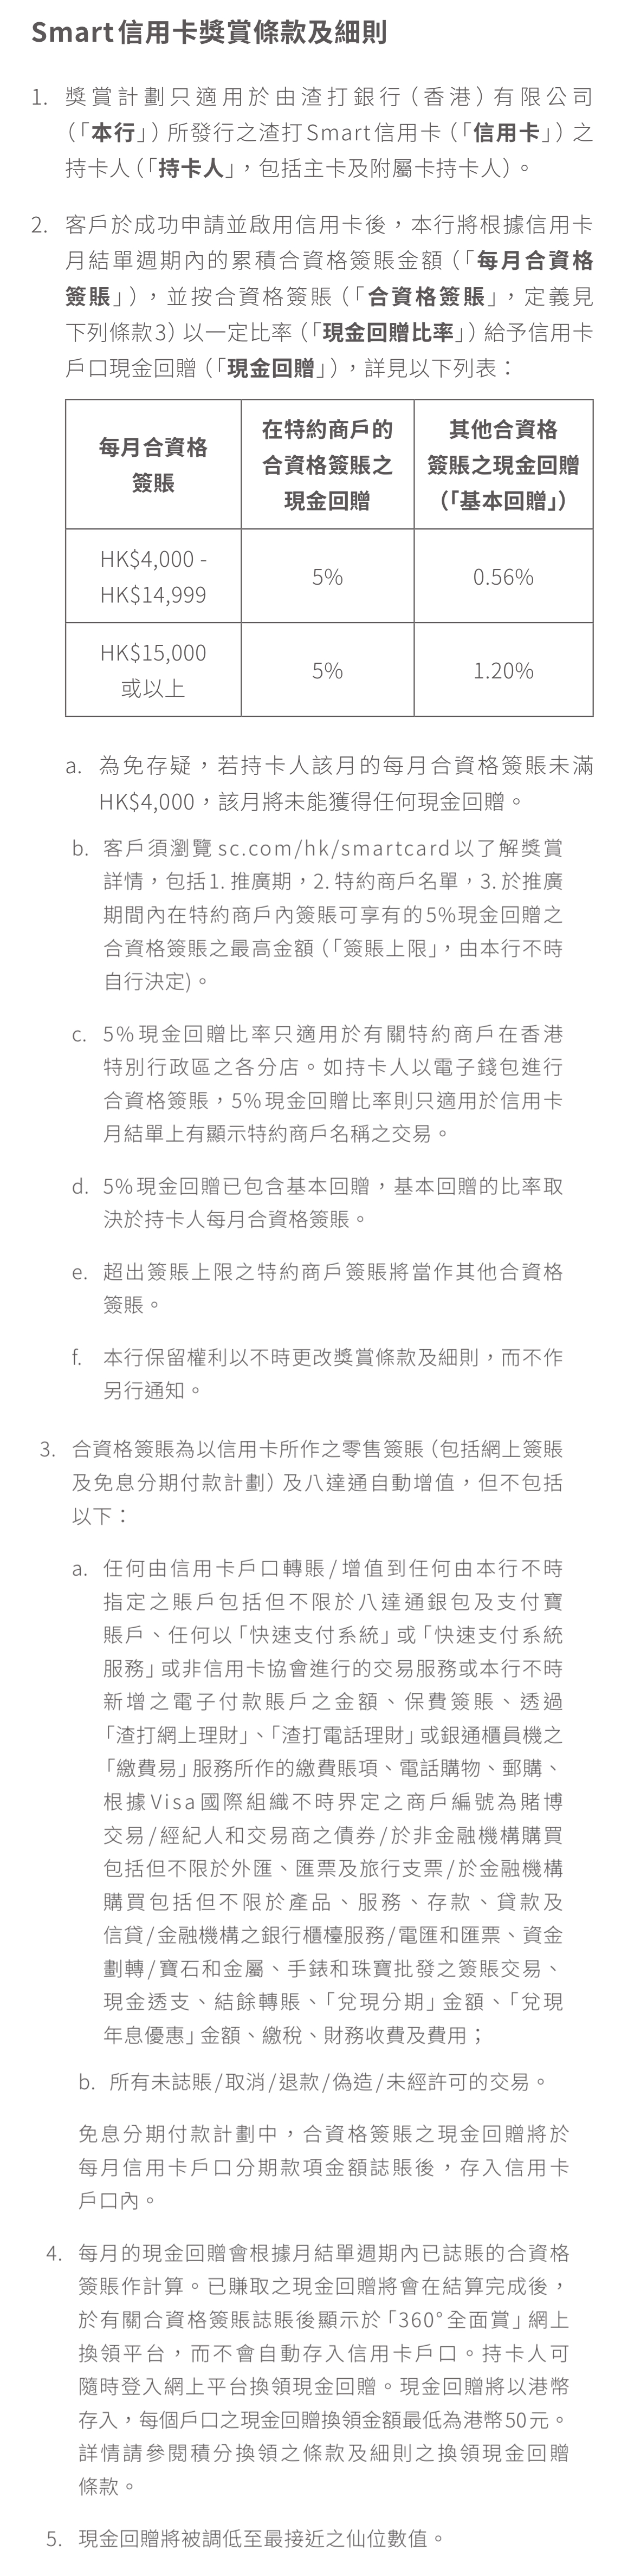 Smart信用卡獎賞條款及細則
1. 獎賞計劃只適用於由渣打銀行（香港）有限公司
（「本行」）所發行之渣打Smart信用卡（「信用卡」）之
持卡人（「持卡人」，包括主卡及附屬卡持卡人）。
2. 客戶於成功申請並啟用信用卡後，本行將根據信用卡
月結單週期內的累積合資格簽賬金額（「每月合資格
簽賬」），並按合資格簽賬（「合資格簽賬」，定義見
下列條款3）以一定比率（「現金回贈比率」）給予信用卡
戶口現金回贈（「現金回贈」），詳見以下列表：
每月合資格
簽賬
在特約商戶的
合資格簽賬之
現金回贈
其他合資格
簽賬之現金回贈
（「基本回贈」）
HK$4,000 -
HK$14,999
5%
0.56%
HK$15,000
或以上
5%
1.20%
a. 為免存疑，若持卡人該月的每月合資格簽賬未滿
HK$4,000，該月將未能獲得任何現金回贈。
b. 客戶須瀏覽 sc.com/hk/smartcard以了解獎賞
詳情，包括1. 推廣期，2. 特約商戶名單，3. 於推廣
期間內在特約商戶內簽賬可享有的5%現金回贈之
合資格簽賬之最高金額（「簽賬上限」，由本行不時
自行決定)。
c. 5%現金回贈比率只適用於有關特約商戶在香港
特別行政區之各分店。如持卡人以電子錢包進行
合資格簽賬，5%現金回贈比率則只適用於信用卡
月結單上有顯示特約商戶名稱之交易。
d. 5%現金回贈已包含基本回贈，基本回贈的比率取
決於持卡人每月合資格簽賬。
e. 超出簽賬上限之特約商戶簽賬將當作其他合資格
簽賬。
f. 本行保留權利以不時更改獎賞條款及細則，而不作
另行通知。
3. 合資格簽賬為以信用卡所作之零售簽賬（包括網上簽賬
及免息分期付款計劃）及八達通自動增值，但不包括
以下：
a. 任何由信用卡戶口轉賬/增值到任何由本行不時
指定之賬戶包括但不限於八達通銀包及支付寶
賬戶、任何以「快速支付系統」或「快速支付系統
服務」或非信用卡協會進行的交易服務或本行不時
新增之電子付款賬戶之金額、保費簽賬、透過
「渣打網上理財」、「渣打電話理財」或銀通櫃員機之
「繳費易」服務所作的繳費賬項、電話購物、郵購、
根據Visa國際組織不時界定之商戶編號為賭博
交易/經紀人和交易商之債券/於非金融機構購買
包括但不限於外匯、匯票及旅行支票/於金融機構
購買包括但不限於產品、服務、存款、貸款及
信貸/金融機構之銀行櫃檯服務/電匯和匯票、資金
劃轉/寶石和金屬、手錶和珠寶批發之簽賬交易、
現金透支、結餘轉賬、「兌現分期」金額、「兌現
年息優惠」金額、繳稅、財務收費及費用；
b. 所有未誌賬/取消/退款/偽造/未經許可的交易。
免息分期付款計劃中，合資格簽賬之現金回贈將於
每月信用卡戶口分期款項金額誌賬後，存入信用卡
戶口內。
4. 每月的現金回贈會根據月結單週期內已誌賬的合資格
簽賬作計算。已賺取之現金回贈將會在結算完成後，
於有關合資格簽賬誌賬後顯示於「360°全面賞」網上
換領平台，而不會自動存入信用卡戶口。持卡人可
隨時登入網上平台換領現金回贈。現金回贈將以港幣
存入，每個戶口之現金回贈換領金額最低為港幣50元。
詳情請參閱積分換領之條款及細則之換領現金回贈
條款。
5. 現金回贈將被調低至最接近之仙位數值。